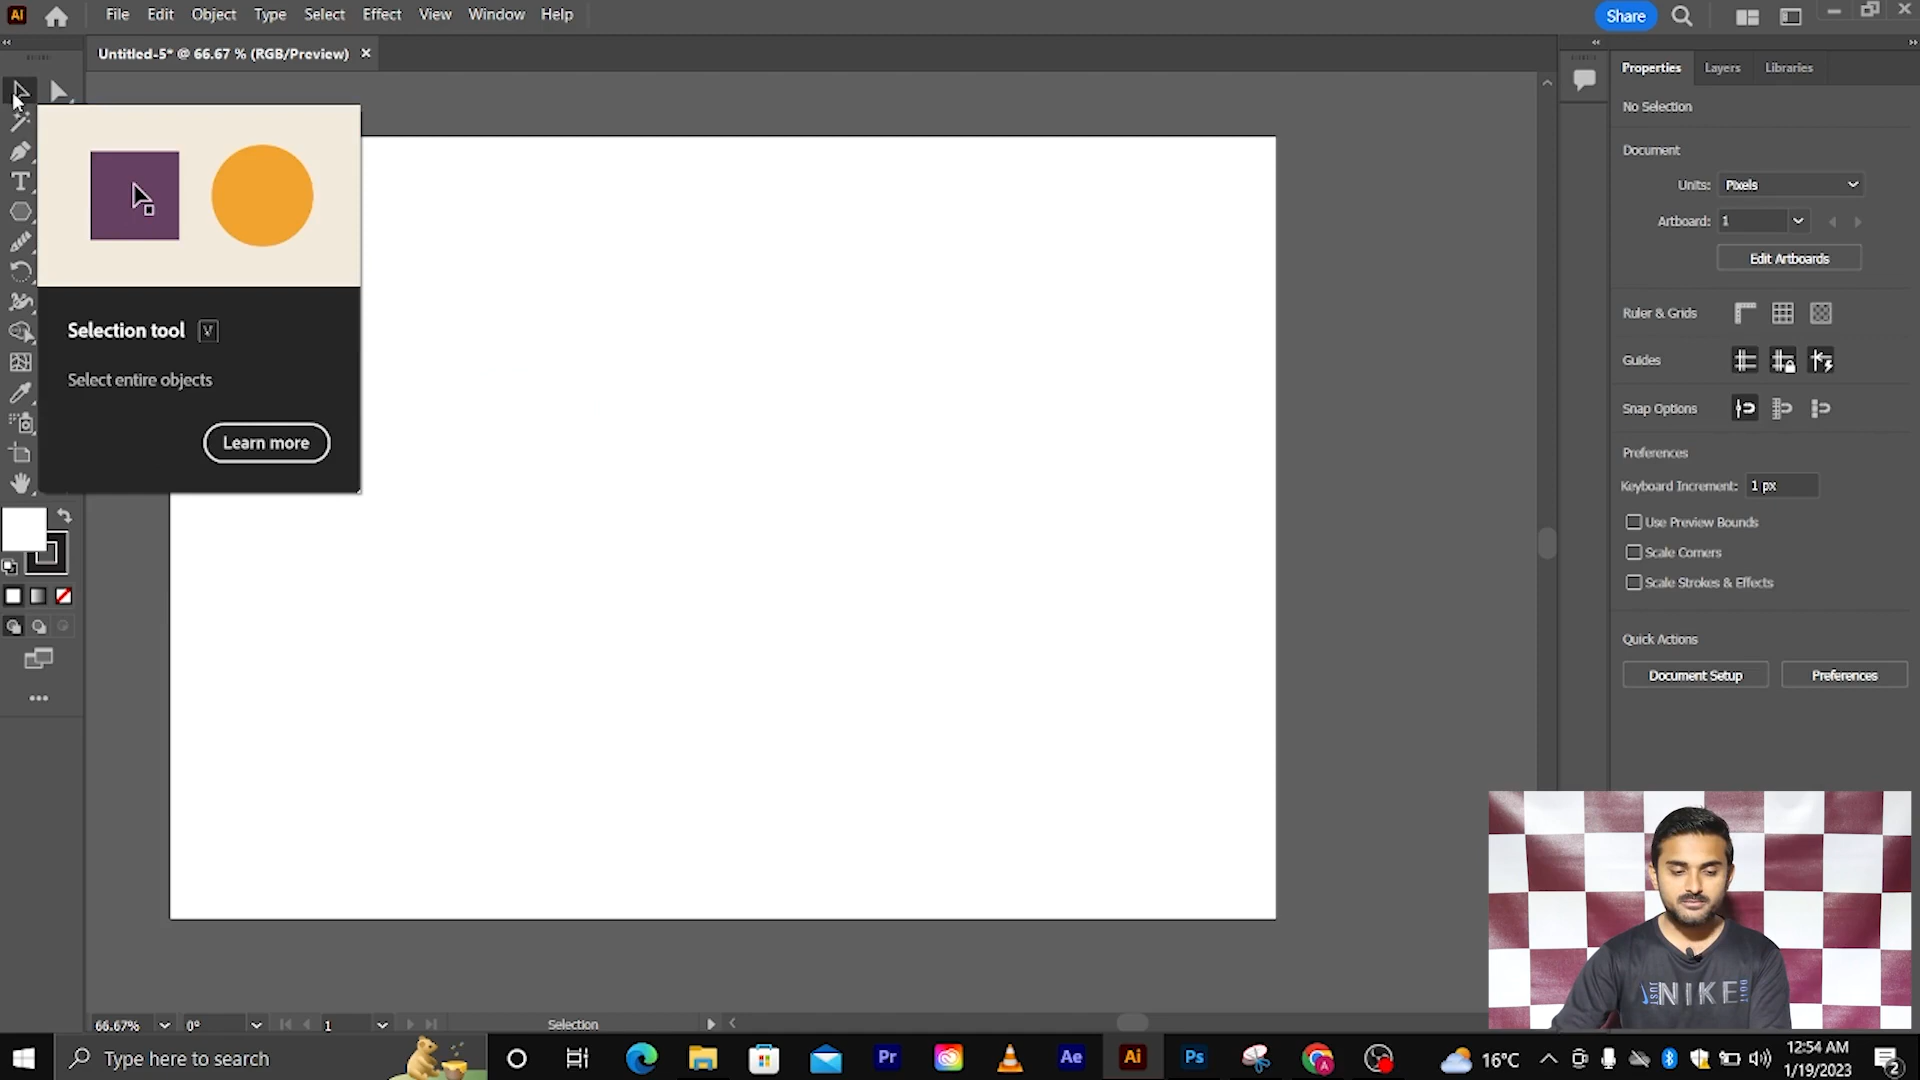 Ai File Edit Object Type Select Effect View Window Help Share
Untitled-5* @ 66.67 % (RGB/Preview)
Properties Layers Libraries
No Selection
Document
Units: Pixels
Artboard: 1
Edit Artboards
Ruler & Grids
Guides
Snap Options
Preferences
Keyboard Increment: 1 px
Use Preview Bounds
Scale Corners
Scale Strokes & Effects
Quick Actions
Document Setup Preferences
Selection tool V
Select entire objects
Learn more
NIKE
66.67% 0° 1 Selection
Type here to search
Pr Ae Ai Ps
16°C
12:54 AM
1/19/2023
2